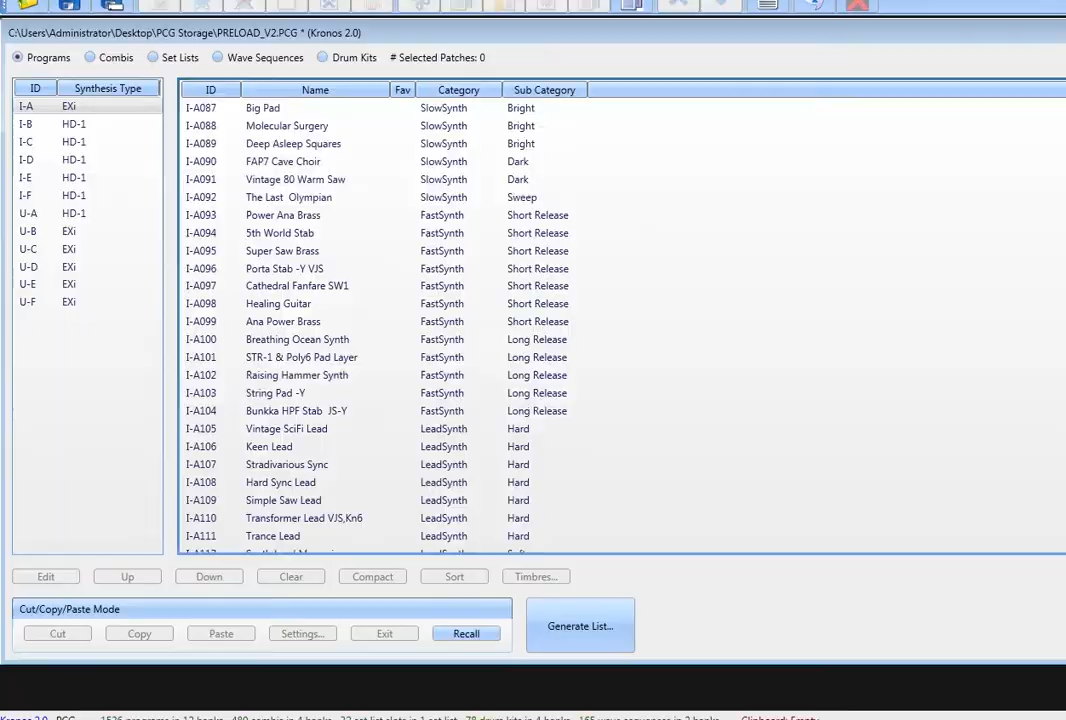 C:\Users\Administrator\Desktop\PCG Storage\PRELOAD_V2.PCG * (Kronos 2.0)
Programs Combis Set Lists Wave Sequences Drum Kits # Selected Patches: 0
ID Synthesis Type
I-A EXi
I-B HD-1
I-C HD-1
I-D HD-1
I-E HD-1
I-F HD-1
U-A HD-1
U-B EXi
U-C EXi
U-D EXi
U-E EXi
U-F EXi
ID Name Fav Category Sub Category
I-A087 Big Pad SlowSynth Bright
I-A088 Molecular Surgery SlowSynth Bright
I-A089 Deep Asleep Squares SlowSynth Bright
I-A090 FAP7 Cave Choir SlowSynth Dark
I-A091 Vintage 80 Warm Saw SlowSynth Dark
I-A092 The Last Olympian SlowSynth Sweep
I-A093 Power Ana Brass FastSynth Short Release
I-A094 5th World Stab FastSynth Short Release
I-A095 Super Saw Brass FastSynth Short Release
I-A096 Porta Stab -Y VJS FastSynth Short Release
I-A097 Cathedral Fanfare SW1 FastSynth Short Release
I-A098 Healing Guitar FastSynth Short Release
I-A099 Ana Power Brass FastSynth Short Release
I-A100 Breathing Ocean Synth FastSynth Long Release
I-A101 STR-1 & Poly6 Pad Layer FastSynth Long Release
I-A102 Raising Hammer Synth FastSynth Long Release
I-A103 String Pad -Y FastSynth Long Release
I-A104 Bunkka HPF Stab JS-Y FastSynth Long Release
I-A105 Vintage SciFi Lead LeadSynth Hard
I-A106 Keen Lead LeadSynth Hard
I-A107 Stradivarious Sync LeadSynth Hard
I-A108 Hard Sync Lead LeadSynth Hard
I-A109 Simple Saw Lead LeadSynth Hard
I-A110 Transformer Lead VJS,Kn6 LeadSynth Hard
I-A111 Trance Lead LeadSynth Hard
Edit Up Down Clear Compact Sort Timbres...
Cut/Copy/Paste Mode
Cut Copy Paste Settings... Exit Recall
Generate List...